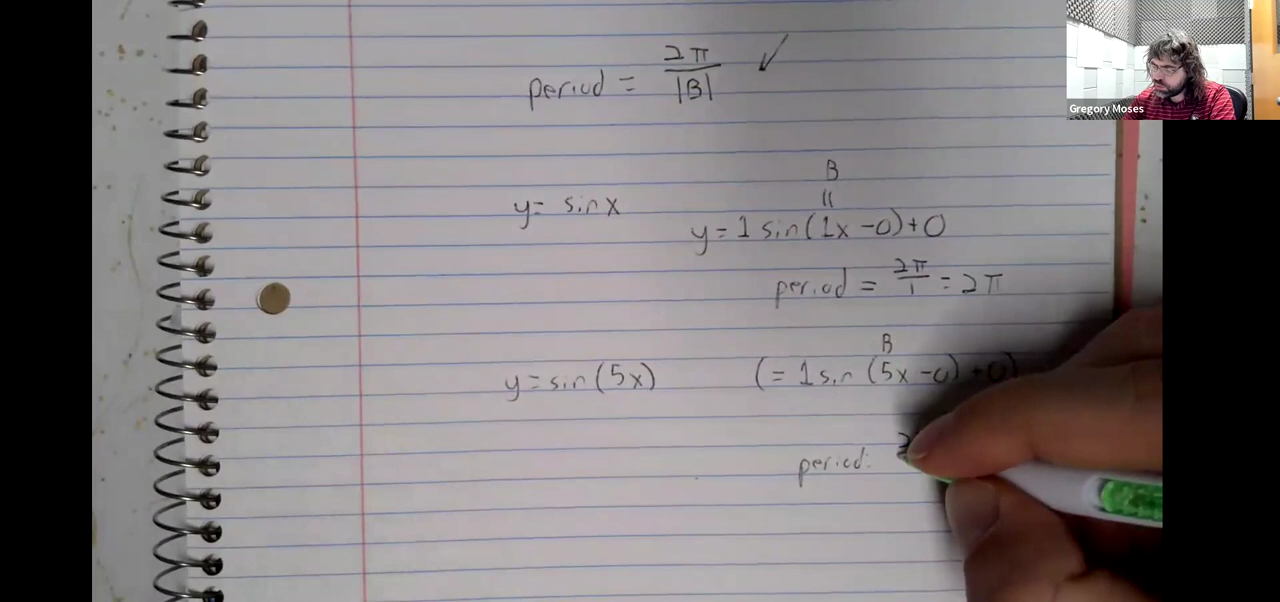 period = 2π / |B| ✓
Gregory Moses
B
y = sin x
=
y = 1 sin(1x - 0) + 0
period = 2π / 1 = 2π
B
y = sin(5x) (= 1 sin (5x - 0) + 0)
period: 2